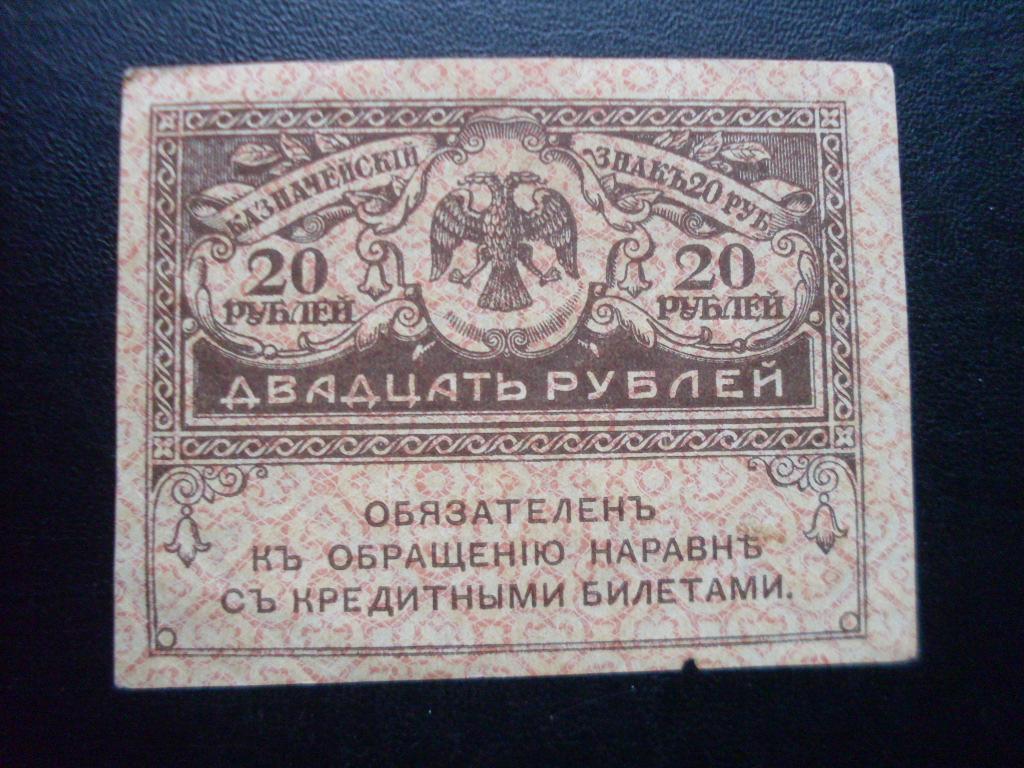 КАЗНАЧЕЙСКІЙ
ЗНАКЪ 20 РУБ.
20
РУБЛЕЙ
20
РУБЛЕЙ
ДВАДЦАТЬ РУБЛЕЙ
ОБЯЗАТЕЛЕНЪ
КЪ ОБРАЩЕНІЮ НАРАВНѢ
СЪ КРЕДИТНЫМИ БИЛЕТАМИ.